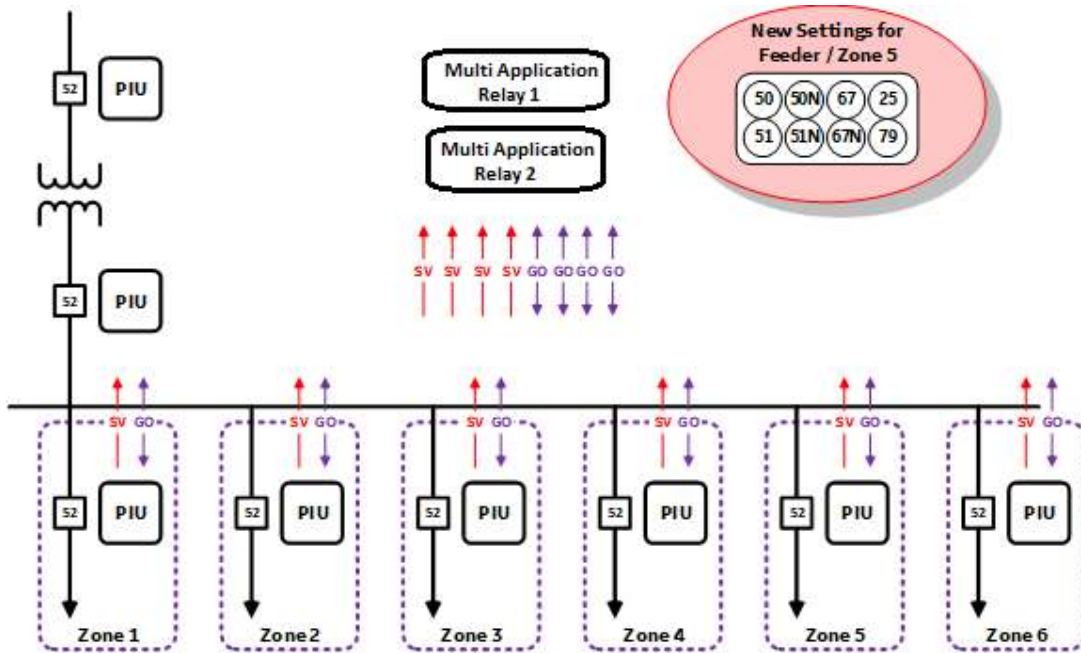 New Settings for
Feeder / Zone 5
50 50N 67 25
51 51N 67N 79
52 PIU
Multi Application
Relay 1
Multi Application
Relay 2
SV SV SV SV GO GO GO GO
52 PIU
SV GO SV GO SV GO SV GO SV GO SV GO
52 PIU 52 PIU 52 PIU 52 PIU 52 PIU 52 PIU
Zone 1 Zone 2 Zone 3 Zone 4 Zone 5 Zone 6